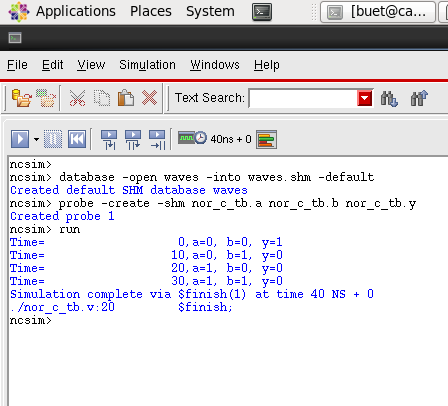 Applications Places System [buet@ca...
File Edit View Simulation Windows Help
Text Search:
40ns + 0
ncsim>
ncsim> database -open waves -into waves.shm -default
Created default SHM database waves
ncsim> probe -create -shm nor_c_tb.a nor_c_tb.b nor_c_tb.y
Created probe 1
ncsim> run
Time= 0,a=0, b=0, y=1
Time= 10,a=0, b=1, y=0
Time= 20,a=1, b=0, y=0
Time= 30,a=1, b=1, y=0
Simulation complete via $finish(1) at time 40 NS + 0
./nor_c_tb.v:20 $finish;
ncsim>